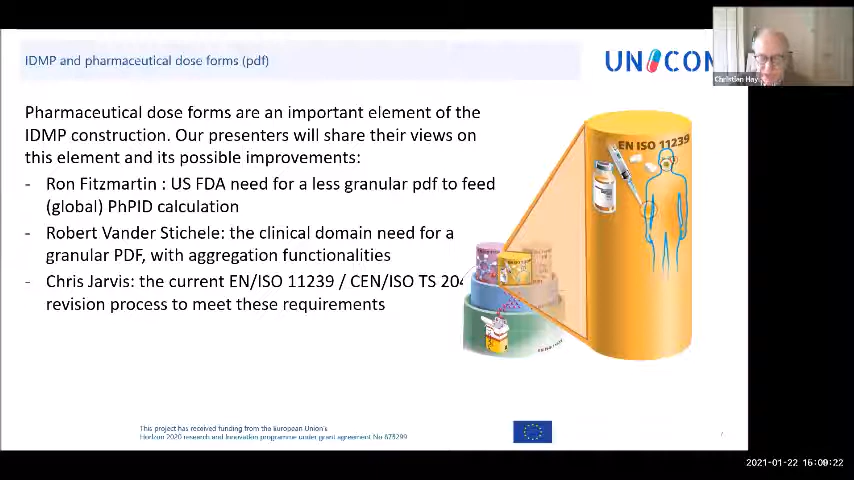 IDMP and pharmaceutical dose forms (pdf)
UNICOM
Christian Hay
Pharmaceutical dose forms are an important element of the
IDMP construction. Our presenters will share their views on
this element and its possible improvements:
- Ron Fitzmartin : US FDA need for a less granular pdf to feed
(global) PhPID calculation
- Robert Vander Stichele: the clinical domain need for a
granular PDF, with aggregation functionalities
- Chris Jarvis: the current EN/ISO 11239 / CEN/ISO TS 204
revision process to meet these requirements
EN ISO 11239
This project has received funding from the European Union's
Horizon 2020 research and Innovation programme under grant agreement No 875299
7
2021-01-22 16:09:22